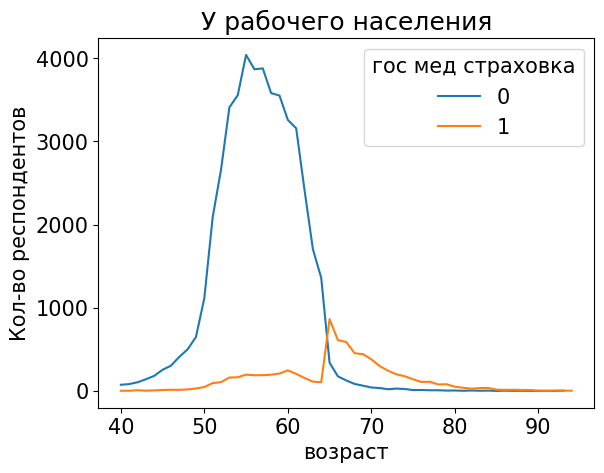 У рабочего населения
гос мед страховка
0
1
Кол-во респондентов
4000
3000
2000
1000
0
40 50 60 70 80 90
возраст